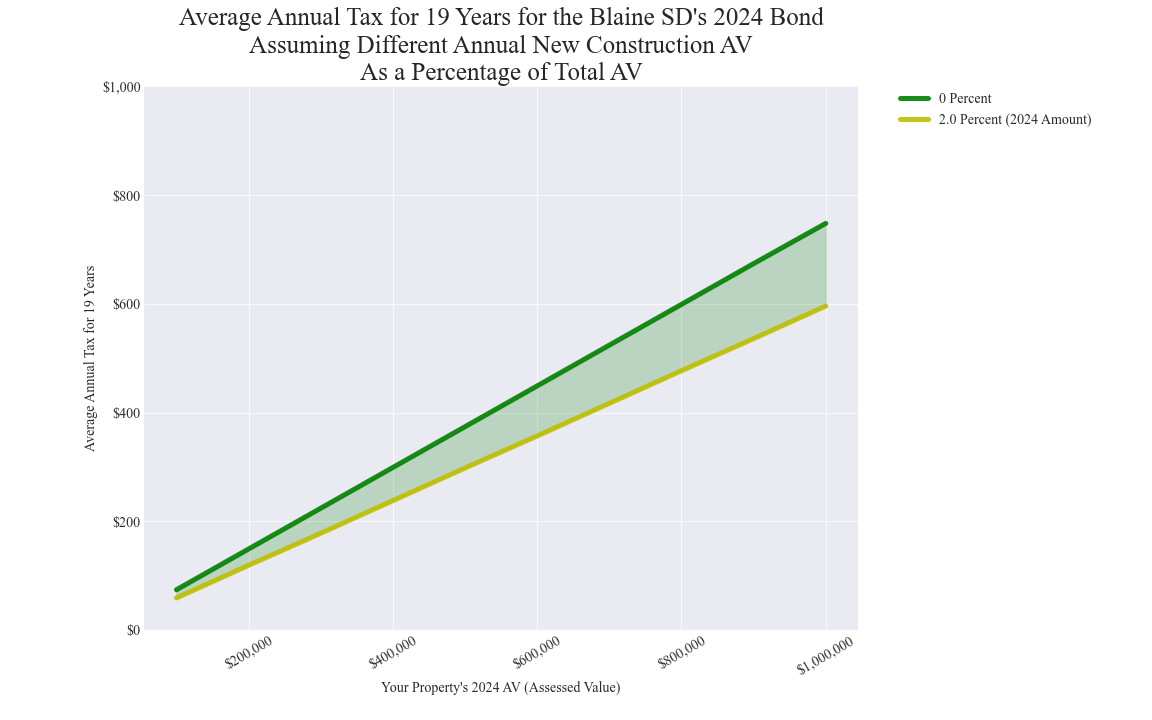 Average Annual Tax for 19 Years for the Blaine SD's 2024 Bond
Assuming Different Annual New Construction AV
As a Percentage of Total AV
$1,000
$800
$600
$400
$200
$0
Average Annual Tax for 19 Years
0 Percent
2.0 Percent (2024 Amount)
$200,000
$400,000
$600,000
$800,000
$1,000,000
Your Property's 2024 AV (Assessed Value)